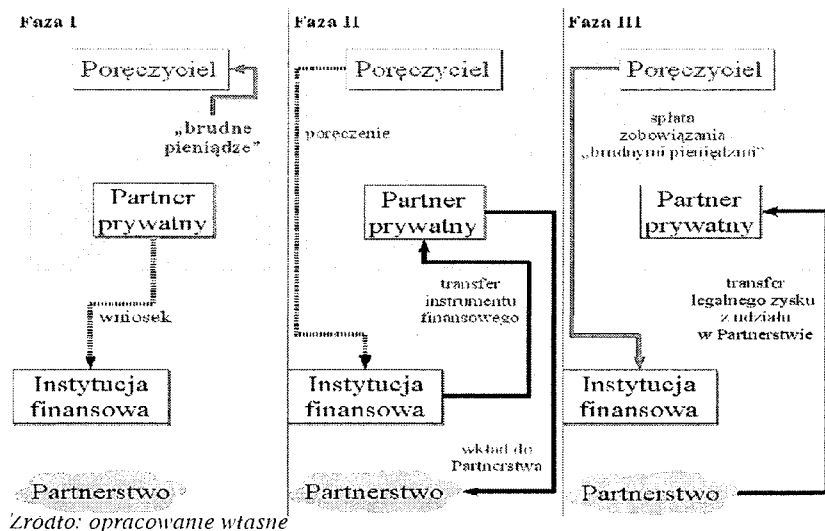 Faza I
Poręczyciel
„brudne
pieniądze”
Partner
prywatny
wniosek
Instytucja
finansowa
Partnerstwo
Faza II
Poręczyciel
poręczenie
Partner
prywatny
transfer
instrumentu
finansowego
Instytucja
finansowa
wkład do
Partnerstwa
Partnerstwo
Faza III
Poręczyciel
spłata
zobowiązania
„brudnymi pieniędzmi”
Partner
prywatny
transfer
legalnego zysku
z udziału
w Partnerstwie
Instytucja
finansowa
Partnerstwo
Źródło: opracowanie własne